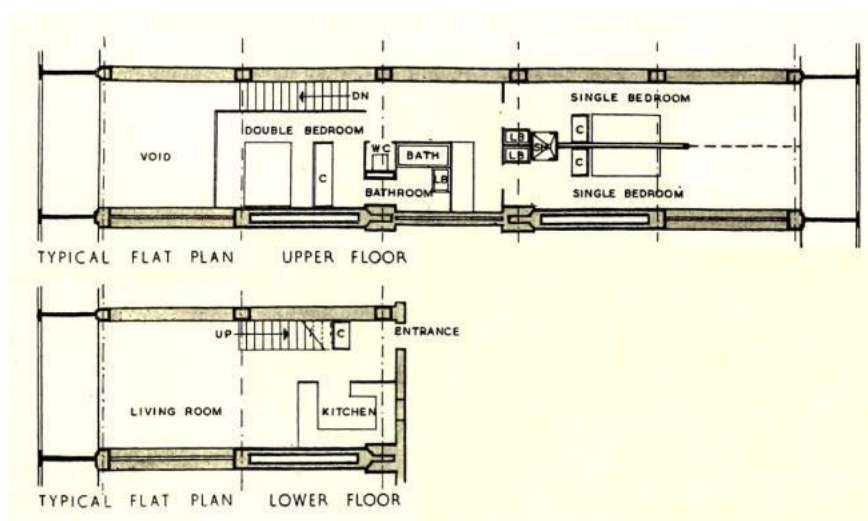 SINGLE BEDROOM
DN
DOUBLE BEDROOM
VOID
WC
BATH
LB
LB
SH
C
C
C
LB
BATHROOM
SINGLE BEDROOM
TYPICAL FLAT PLAN UPPER FLOOR
UP
C
ENTRANCE
LIVING ROOM
KITCHEN
TYPICAL FLAT PLAN LOWER FLOOR